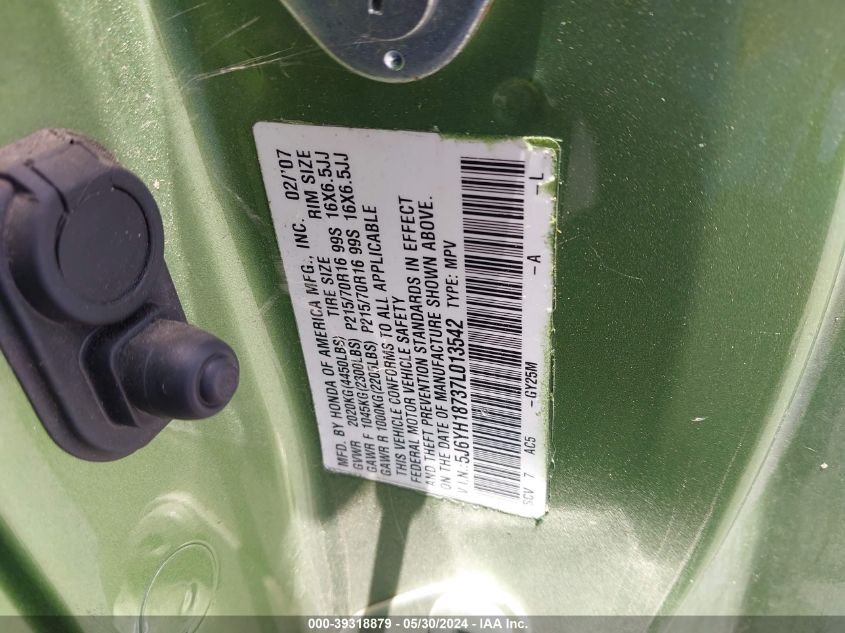 MFD. BY HONDA OF AMERICA MFG., INC. 02/'07
GVWR 2020KG(4450LBS) TIRE SIZE RIM SIZE
GAWR F 1045KG(2300LBS) P215/70R16 99S 16X6.5JJ
GAWR R 1000KG(2205LBS) P215/70R16 99S 16X6.5JJ
THIS VEHICLE CONFORMS TO ALL APPLICABLE
FEDERAL MOTOR VEHICLE SAFETY
AND THEFT PREVENTION STANDARDS IN EFFECT
ON THE DATE OF MANUFACTURE SHOWN ABOVE.
V.I.N.:5J6YH18737L013542 TYPE: MPV
SCV 7 AC5 -GY25M -A -L
000-39318879 - 05/30/2024 - IAA Inc.